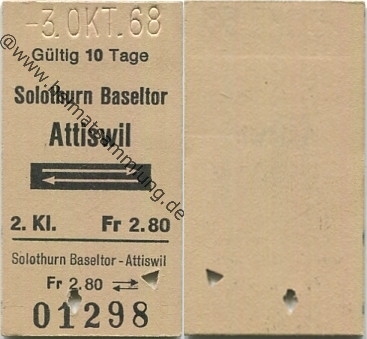 -3. OKT. 68
Gültig 10 Tage
Solothurn Baseltor
Attiswil
2. Kl. Fr 2.80
Solothurn Baseltor - Attiswil
Fr 2.80
01298
@www.heimatsammlung.de